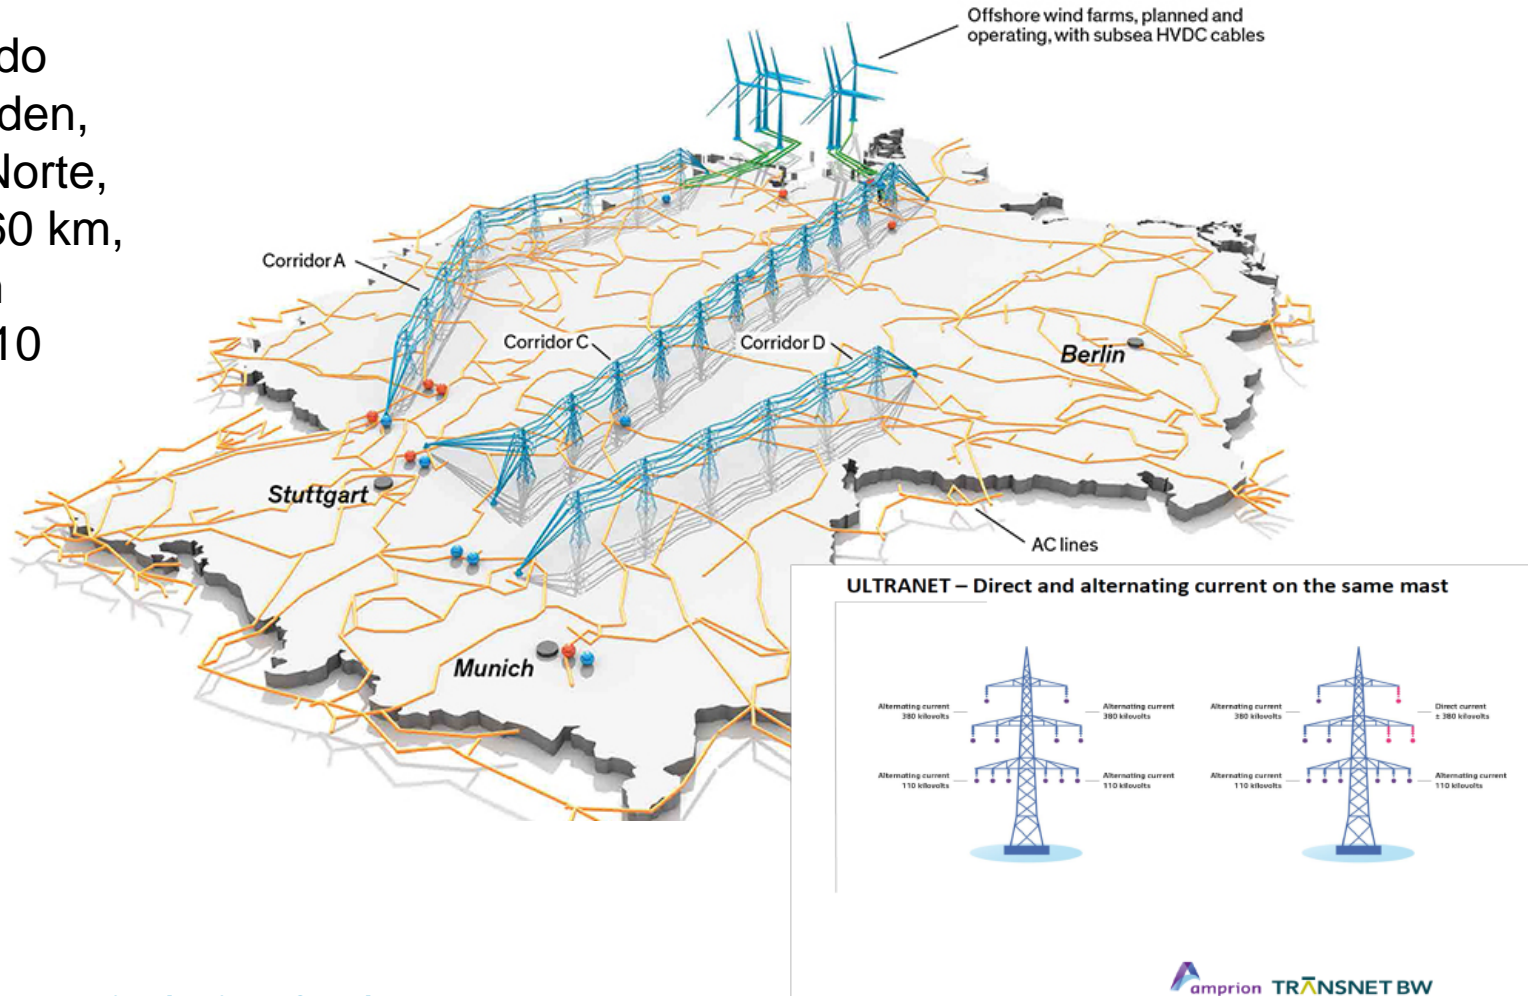 do
den,
Norte,
60 km,
10
Offshore wind farms, planned and
operating, with subsea HVDC cables
Corridor A
Corridor C
Corridor D
Berlin
Stuttgart
AC lines
Munich
ULTRANET – Direct and alternating current on the same mast
Alternating current
380 kilovolts
Alternating current
380 kilovolts
Alternating current
110 kilovolts
Alternating current
110 kilovolts
Alternating current
380 kilovolts
Direct current
± 380 kilovolts
Alternating current
110 kilovolts
Alternating current
110 kilovolts
amprion TRANSNET BW